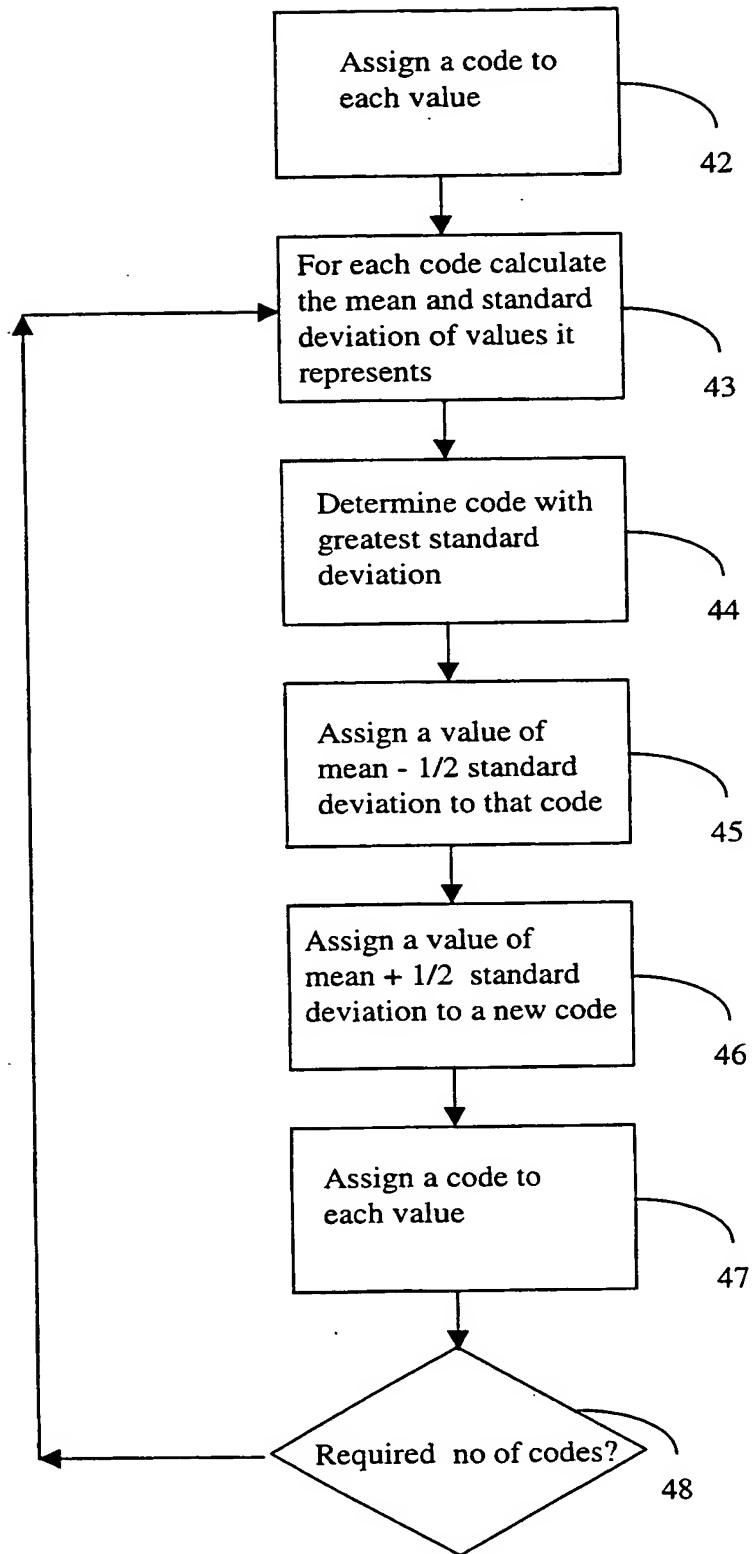 Assign a code to
each value
42
For each code calculate
the mean and standard
deviation of values it
represents
43
Determine code with
greatest standard
deviation
44
Assign a value of
mean - 1/2 standard
deviation to that code
45
Assign a value of
mean + 1/2 standard
deviation to a new code
46
Assign a code to
each value
47
Required no of codes?
48